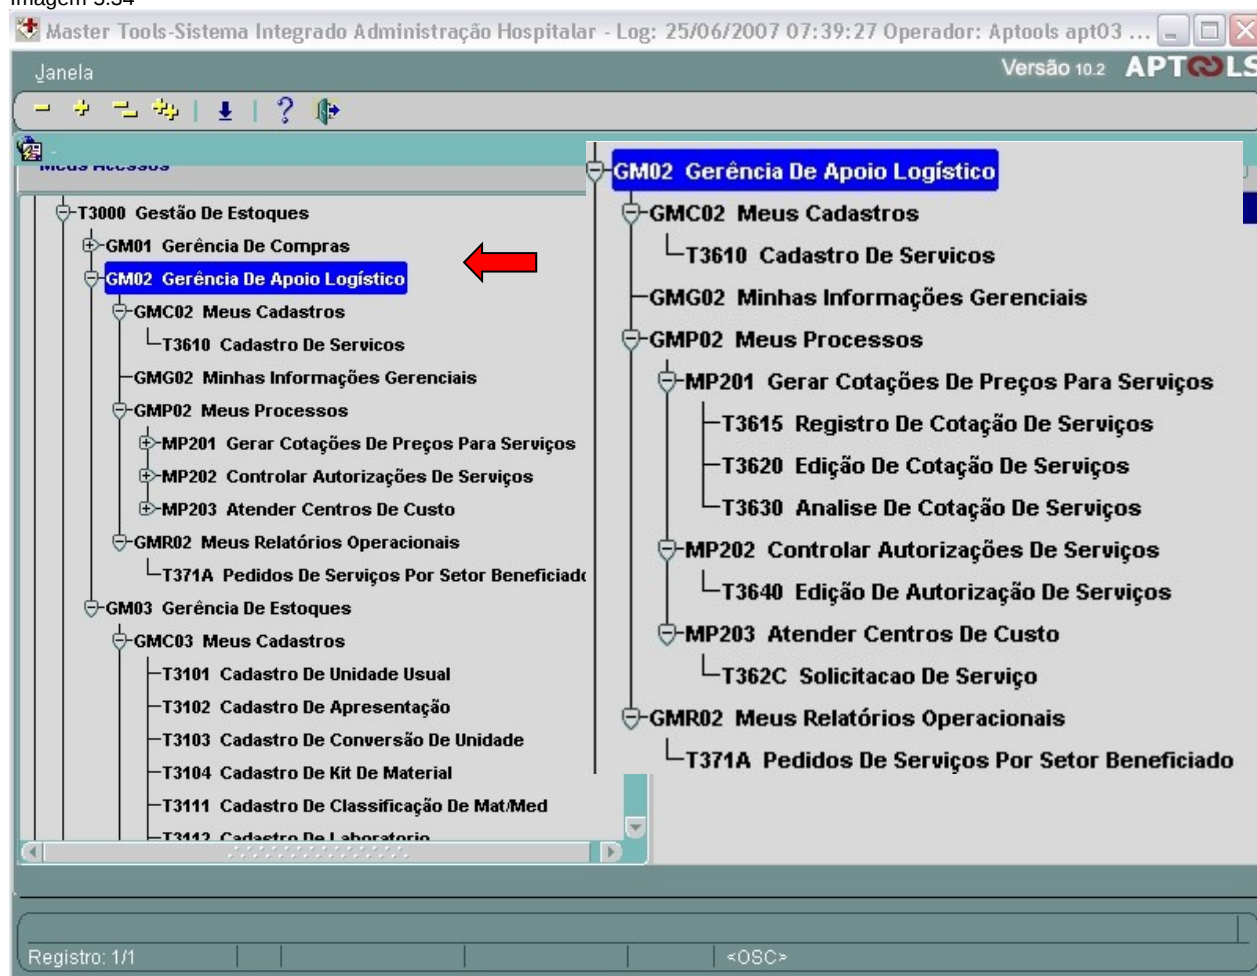 Imagem 5.34
Master Tools-Sistema Integrado Administração Hospitalar - Log: 25/06/2007 07:39:27 Operador: Aptools apt03 ...
Janela
Versão 10.2 APTOOLS
Meus Acessos
T3000 Gestão De Estoques
GM01 Gerência De Compras
GM02 Gerência De Apoio Logístico
GMC02 Meus Cadastros
T3610 Cadastro De Servicos
GMG02 Minhas Informações Gerenciais
GMP02 Meus Processos
MP201 Gerar Cotações De Preços Para Serviços
MP202 Controlar Autorizações De Serviços
MP203 Atender Centros De Custo
GMR02 Meus Relatórios Operacionais
T371A Pedidos De Serviços Por Setor Beneficiado
GM03 Gerência De Estoques
GMC03 Meus Cadastros
T3101 Cadastro De Unidade Usual
T3102 Cadastro De Apresentação
T3103 Cadastro De Conversão De Unidade
T3104 Cadastro De Kit De Material
T3111 Cadastro De Classificação De Mat/Med
T3112 Cadastro De Laboratorio
GM02 Gerência De Apoio Logístico
GMC02 Meus Cadastros
T3610 Cadastro De Servicos
GMG02 Minhas Informações Gerenciais
GMP02 Meus Processos
MP201 Gerar Cotações De Preços Para Serviços
T3615 Registro De Cotação De Serviços
T3620 Edição De Cotação De Serviços
T3630 Analise De Cotação De Serviços
MP202 Controlar Autorizações De Serviços
T3640 Edição De Autorização De Serviços
MP203 Atender Centros De Custo
T362C Solicitacao De Serviço
GMR02 Meus Relatórios Operacionais
T371A Pedidos De Serviços Por Setor Beneficiado
Registro: 1/1
<OSC>